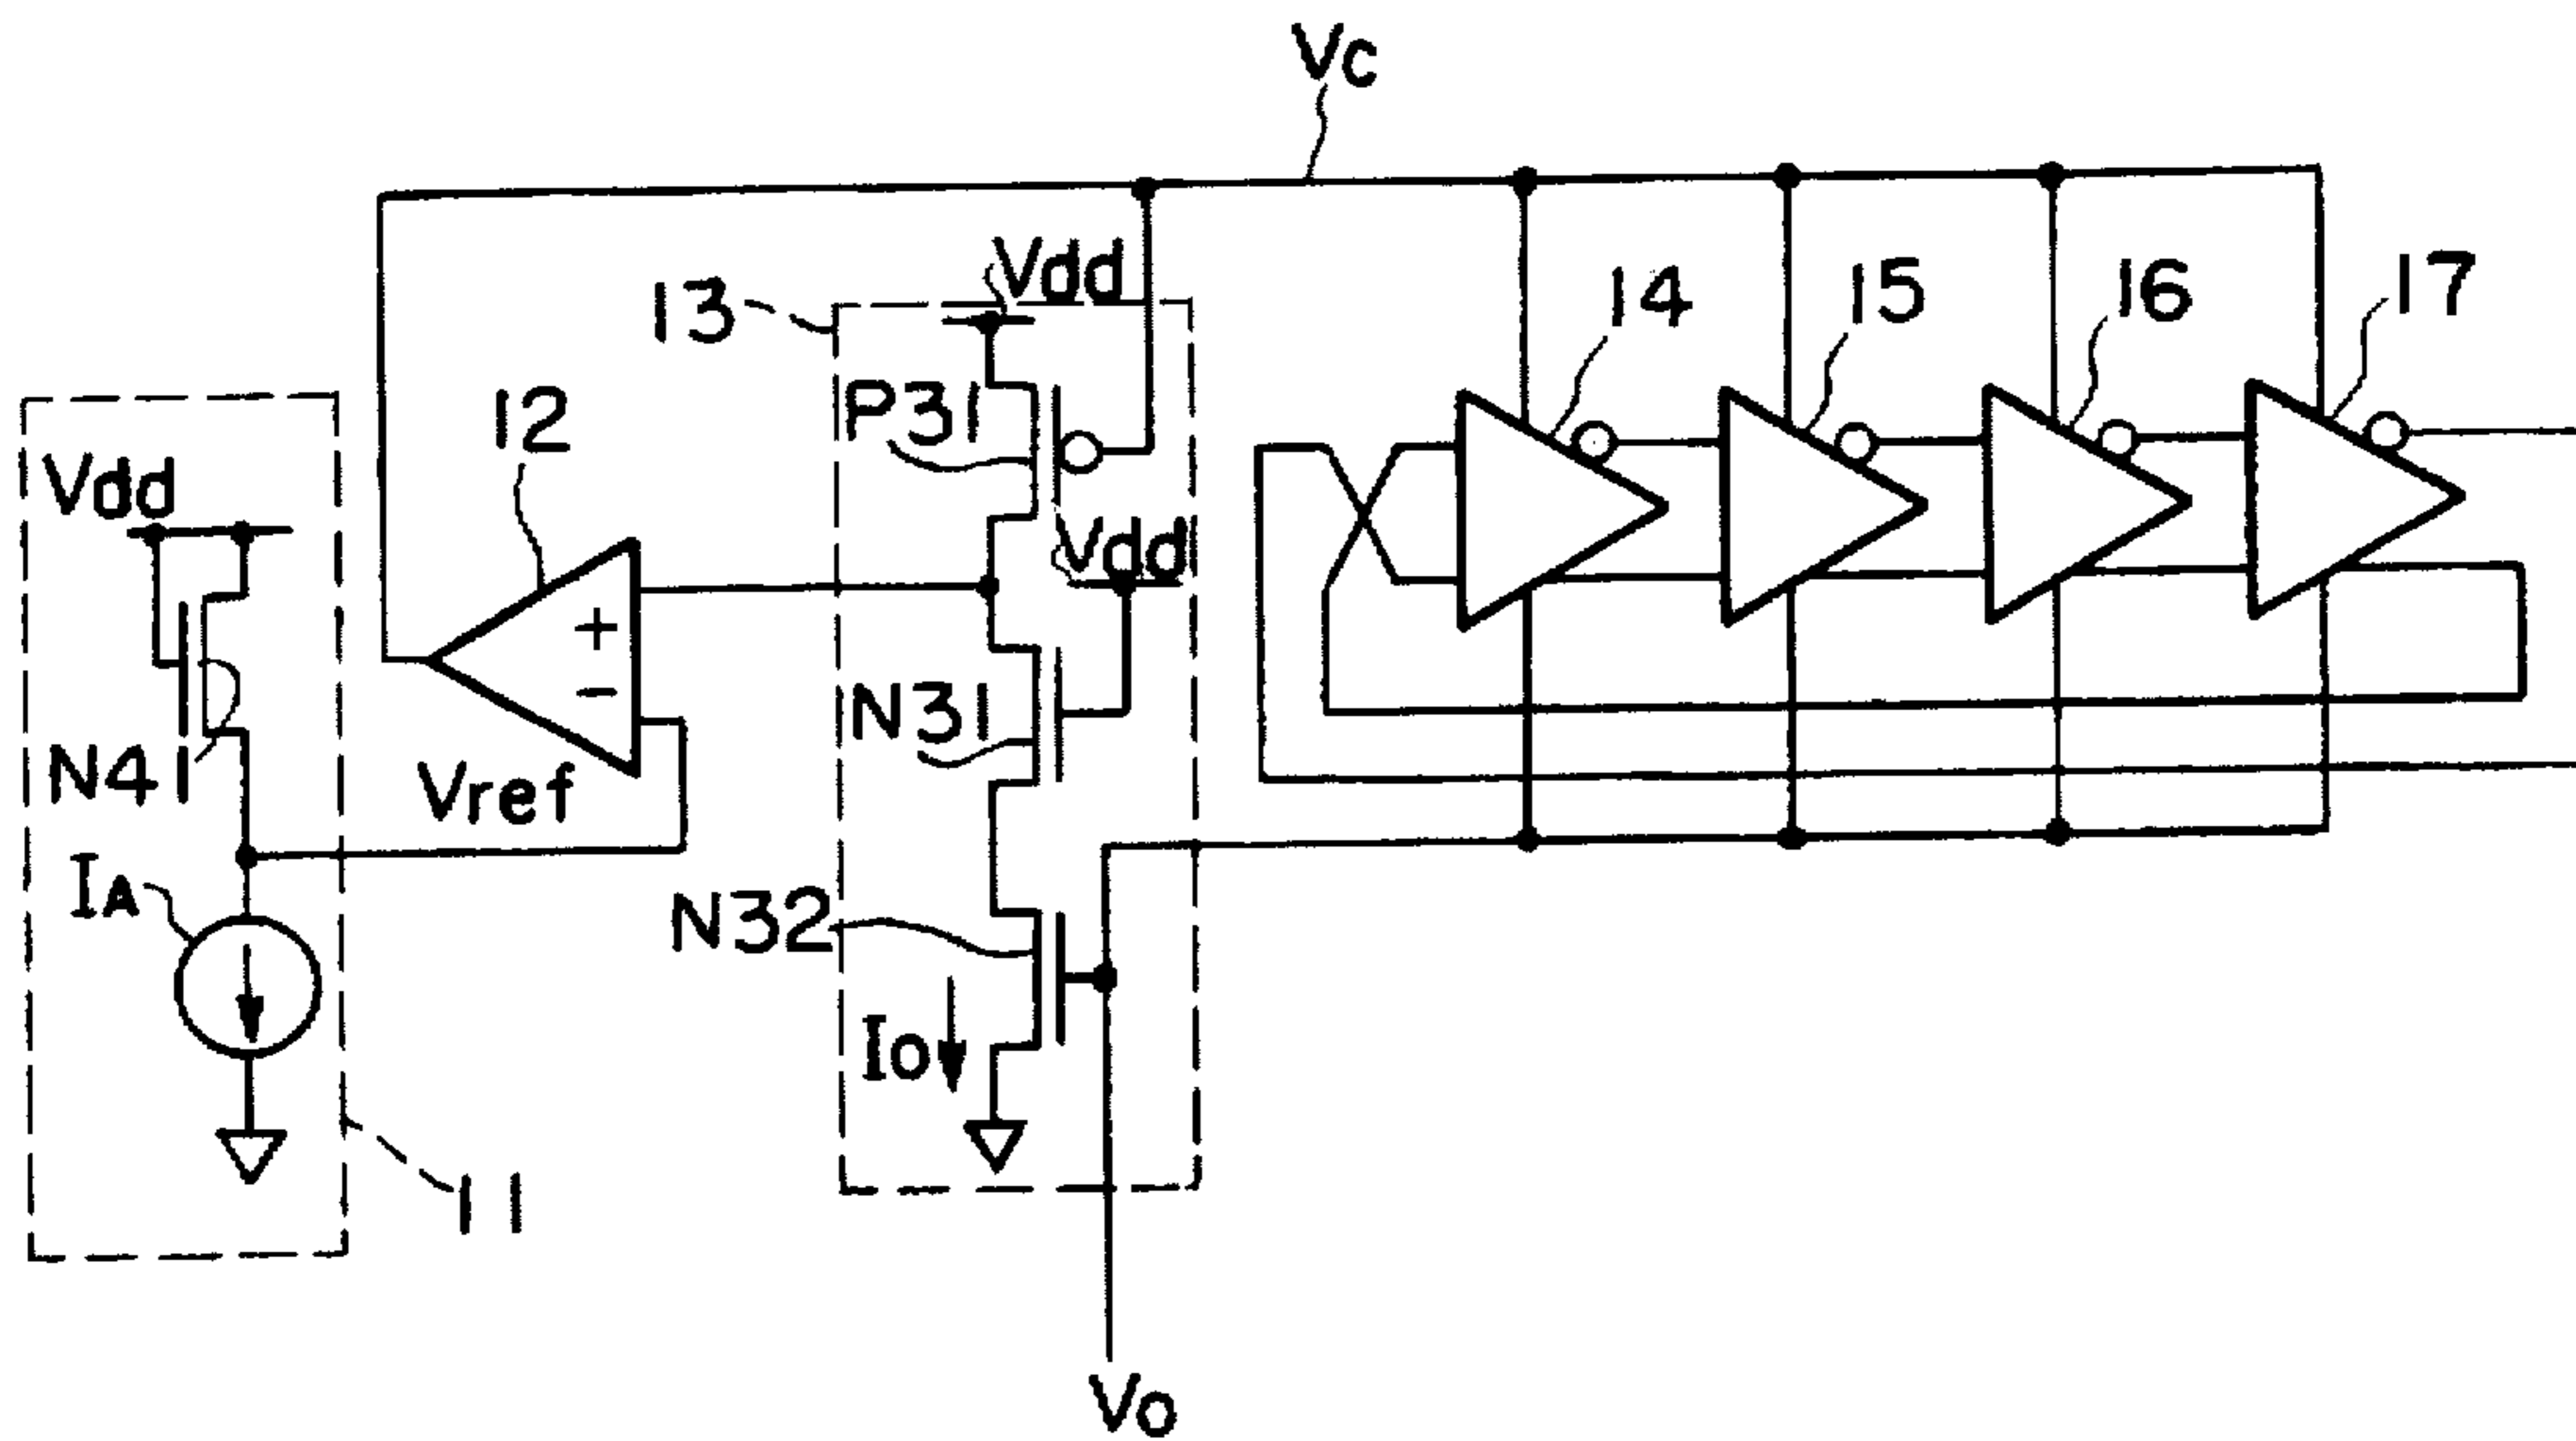 Vc
Vdd
13
14
15
16
17
P31
12
Vdd
Vdd
+
−
N31
N41
Vref
IA
N32
Io
11
Vo